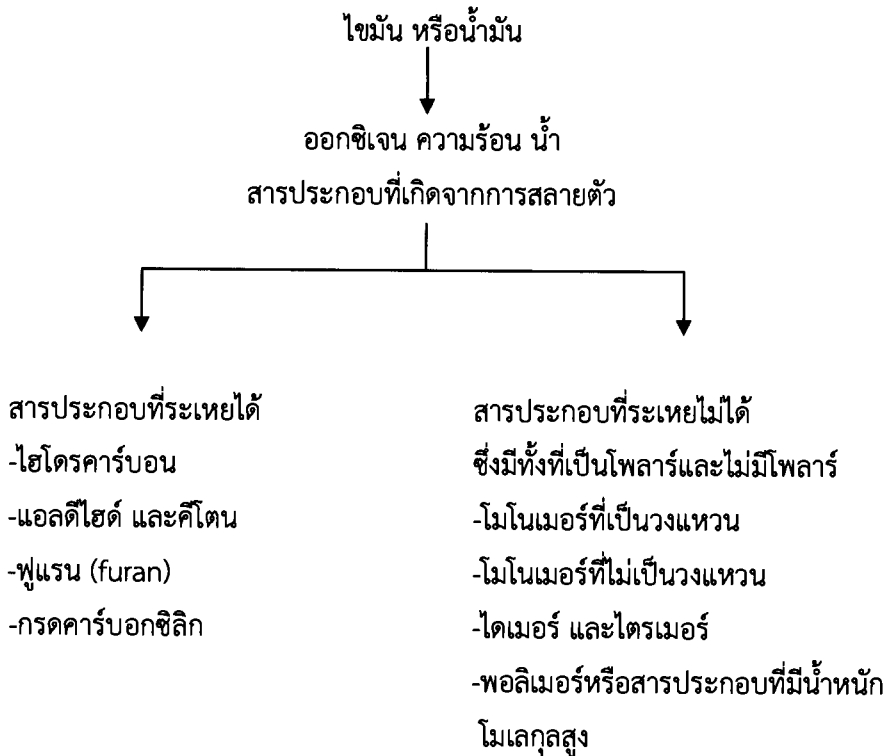 ไขมัน หรือน้ำมัน
ออกซิเจน ความร้อน น้ำ
สารประกอบที่เกิดจากการสลายตัว
สารประกอบที่ระเหยได้
-ไฮโดรคาร์บอน
-แอลดีไฮด์ และคีโตน
-ฟูแรน (furan)
-กรดคาร์บอกซิลิก
สารประกอบที่ระเหยไม่ได้
ซึ่งมีทั้งที่เป็นโพลาร์และไม่มีโพลาร์
-โมโนเมอร์ที่เป็นวงแหวน
-โมโนเมอร์ที่ไม่เป็นวงแหวน
-ไดเมอร์ และไตรเมอร์
-พอลิเมอร์หรือสารประกอบที่มีน้ำหนัก
โมเลกุลสูง